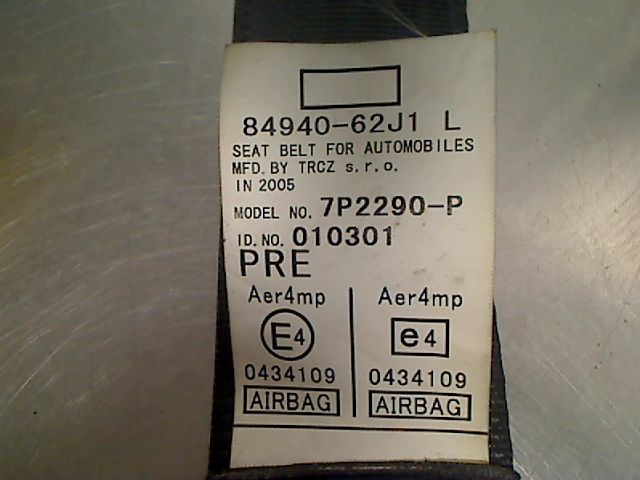 84940-62J1 L
SEAT BELT FOR AUTOMOBILES
MFD. BY TRCZ s.r.o.
IN 2005
MODEL NO. 7P2290-P
ID. NO. 010301
PRE
Aer4mp
E4
0434109
AIRBAG
Aer4mp
e4
0434109
AIRBAG